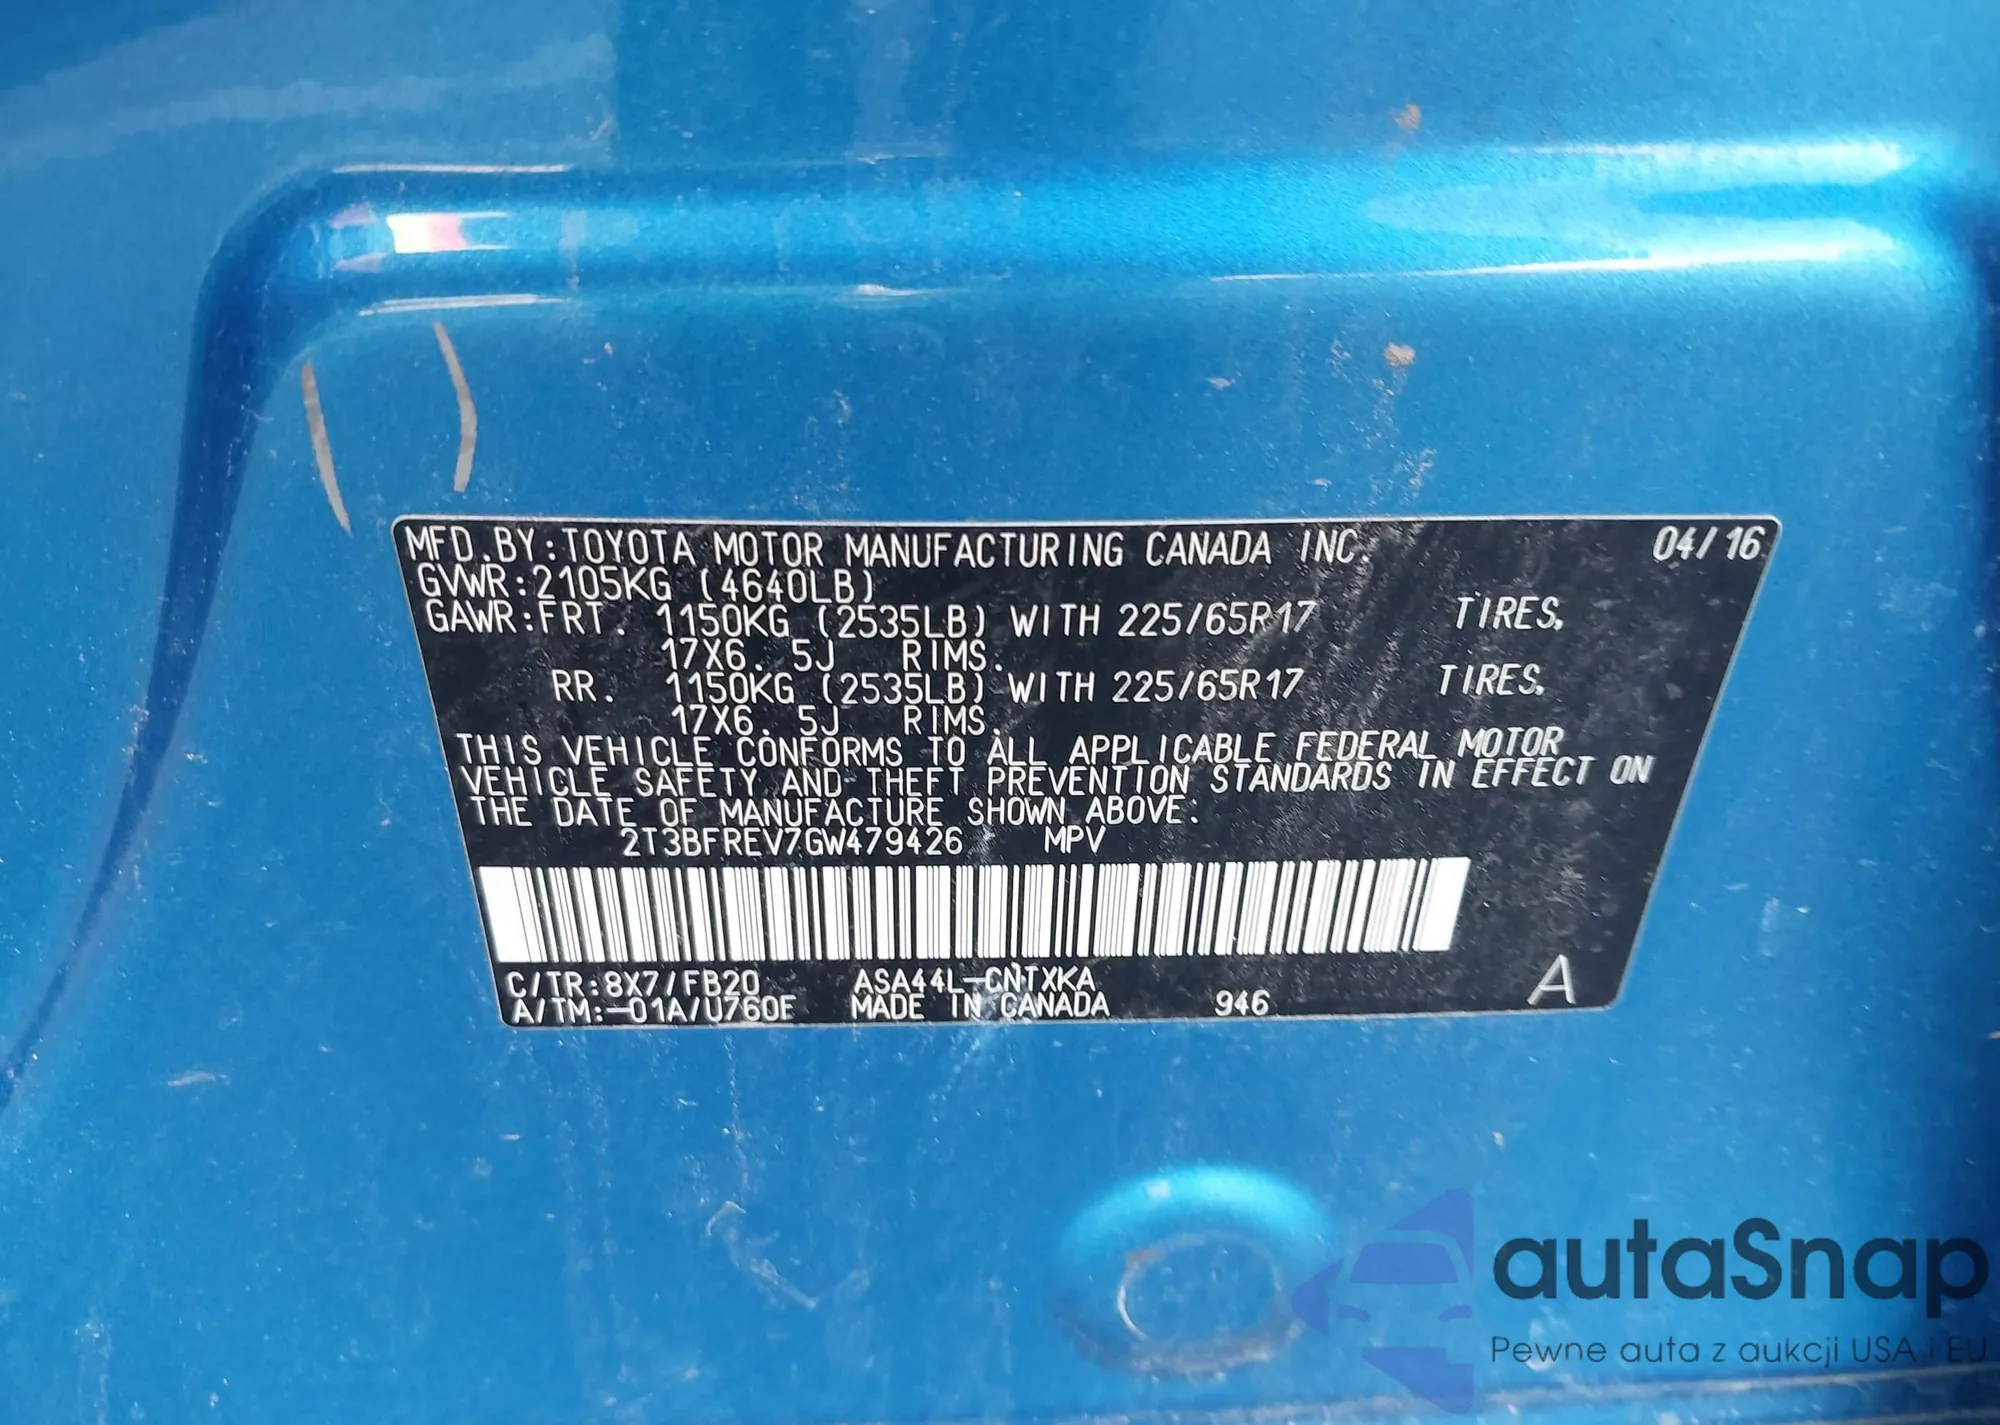 MFD.BY:TOYOTA MOTOR MANUFACTURING CANADA INC. 04/16
GVWR:2105KG (4640LB)
GAWR:FRT. 1150KG (2535LB) WITH 225/65R17 TIRES,
17X6.5J RIMS.
RR. 1150KG (2535LB) WITH 225/65R17 TIRES,
17X6.5J RIMS.
THIS VEHICLE CONFORMS TO ALL APPLICABLE FEDERAL MOTOR
VEHICLE SAFETY AND THEFT PREVENTION STANDARDS IN EFFECT ON
THE DATE OF MANUFACTURE SHOWN ABOVE.
2T3BFREV7GW479426 MPV
C/TR:8X7/FB20 ASA44L-CNTXKA
A/TM:-01A/U760F MADE IN CANADA 946 A
autaSnap
Pewne auta z aukcji USA i EU